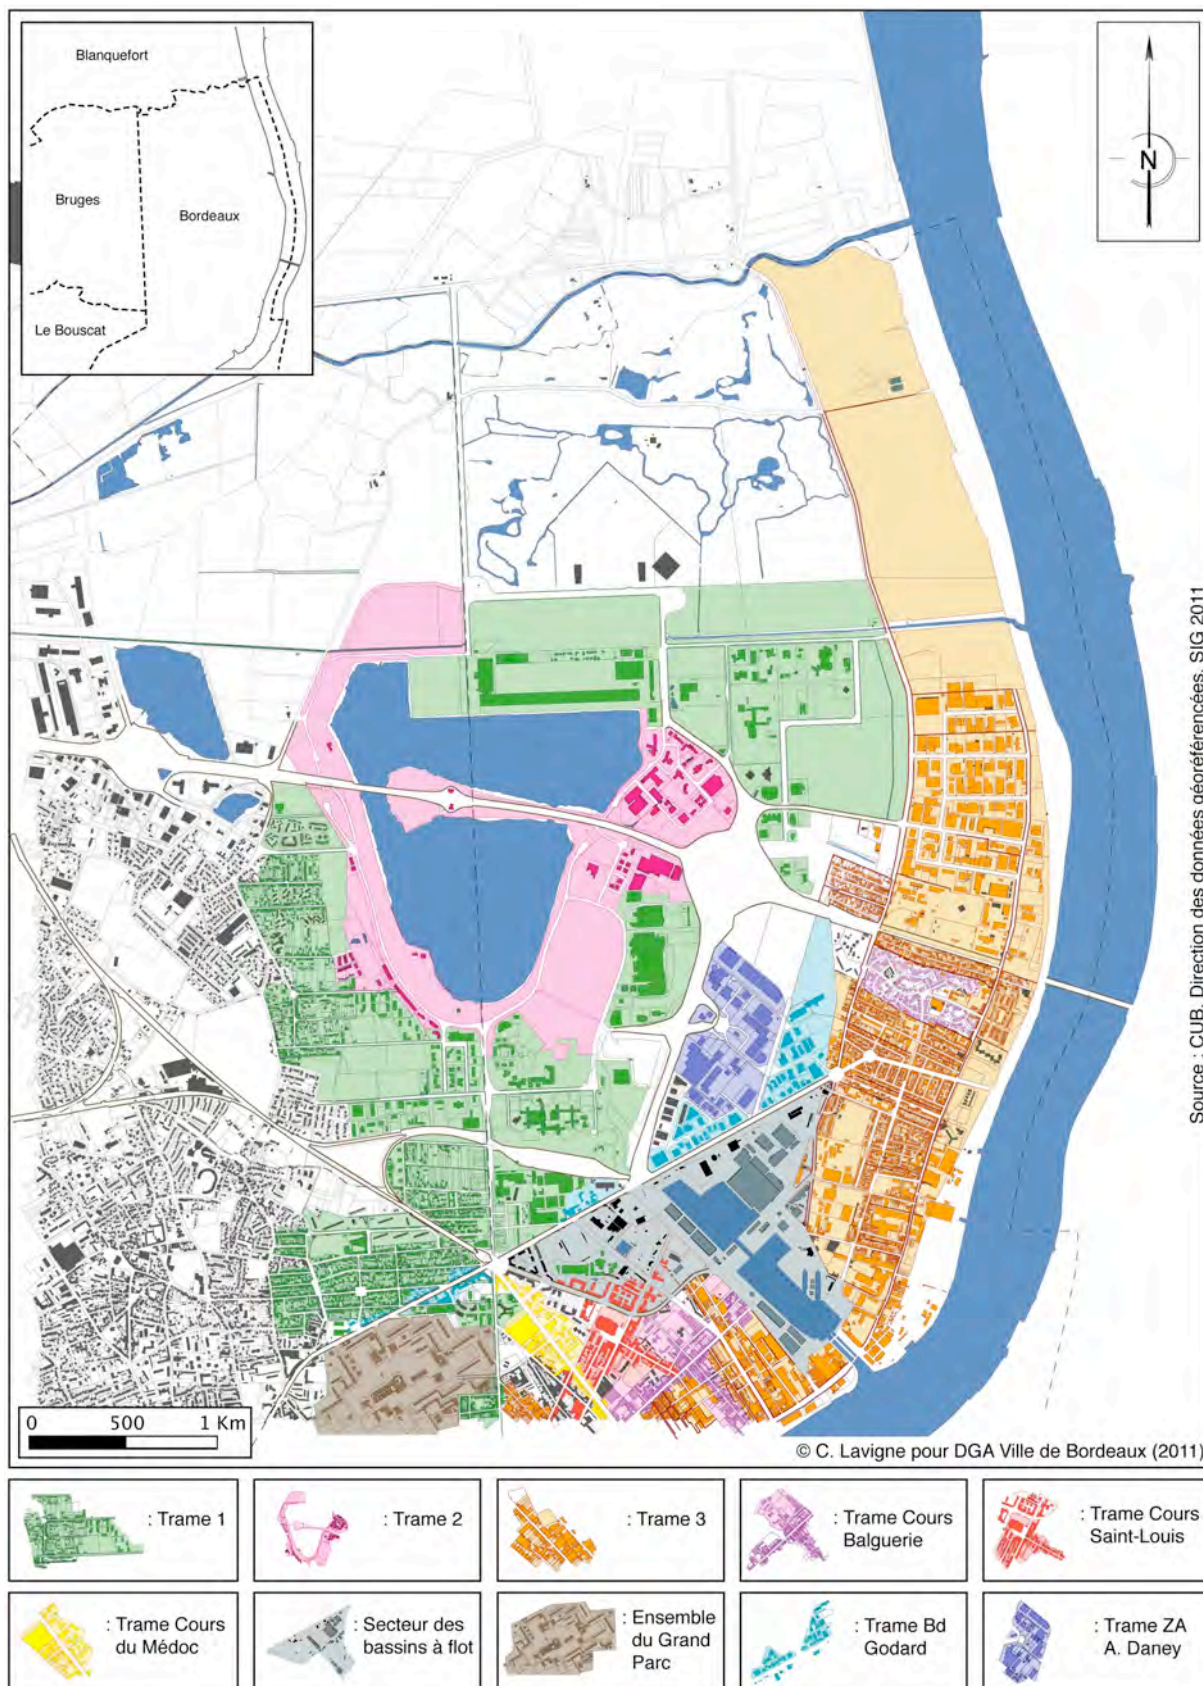 Blanquefort
Bruges
Bordeaux
Le Bouscat
N
Source : CUB, Direction des données géoréférencées, SIG 2011
0 500 1 Km
© C. Lavigne pour DGA Ville de Bordeaux (2011)
: Trame 1
: Trame 2
: Trame 3
: Trame Cours
Balguerie
: Trame Cours
Saint-Louis
: Trame Cours
du Médoc
: Secteur des
bassins à flot
: Ensemble
du Grand
Parc
: Trame Bd
Godard
: Trame ZA
A. Daney